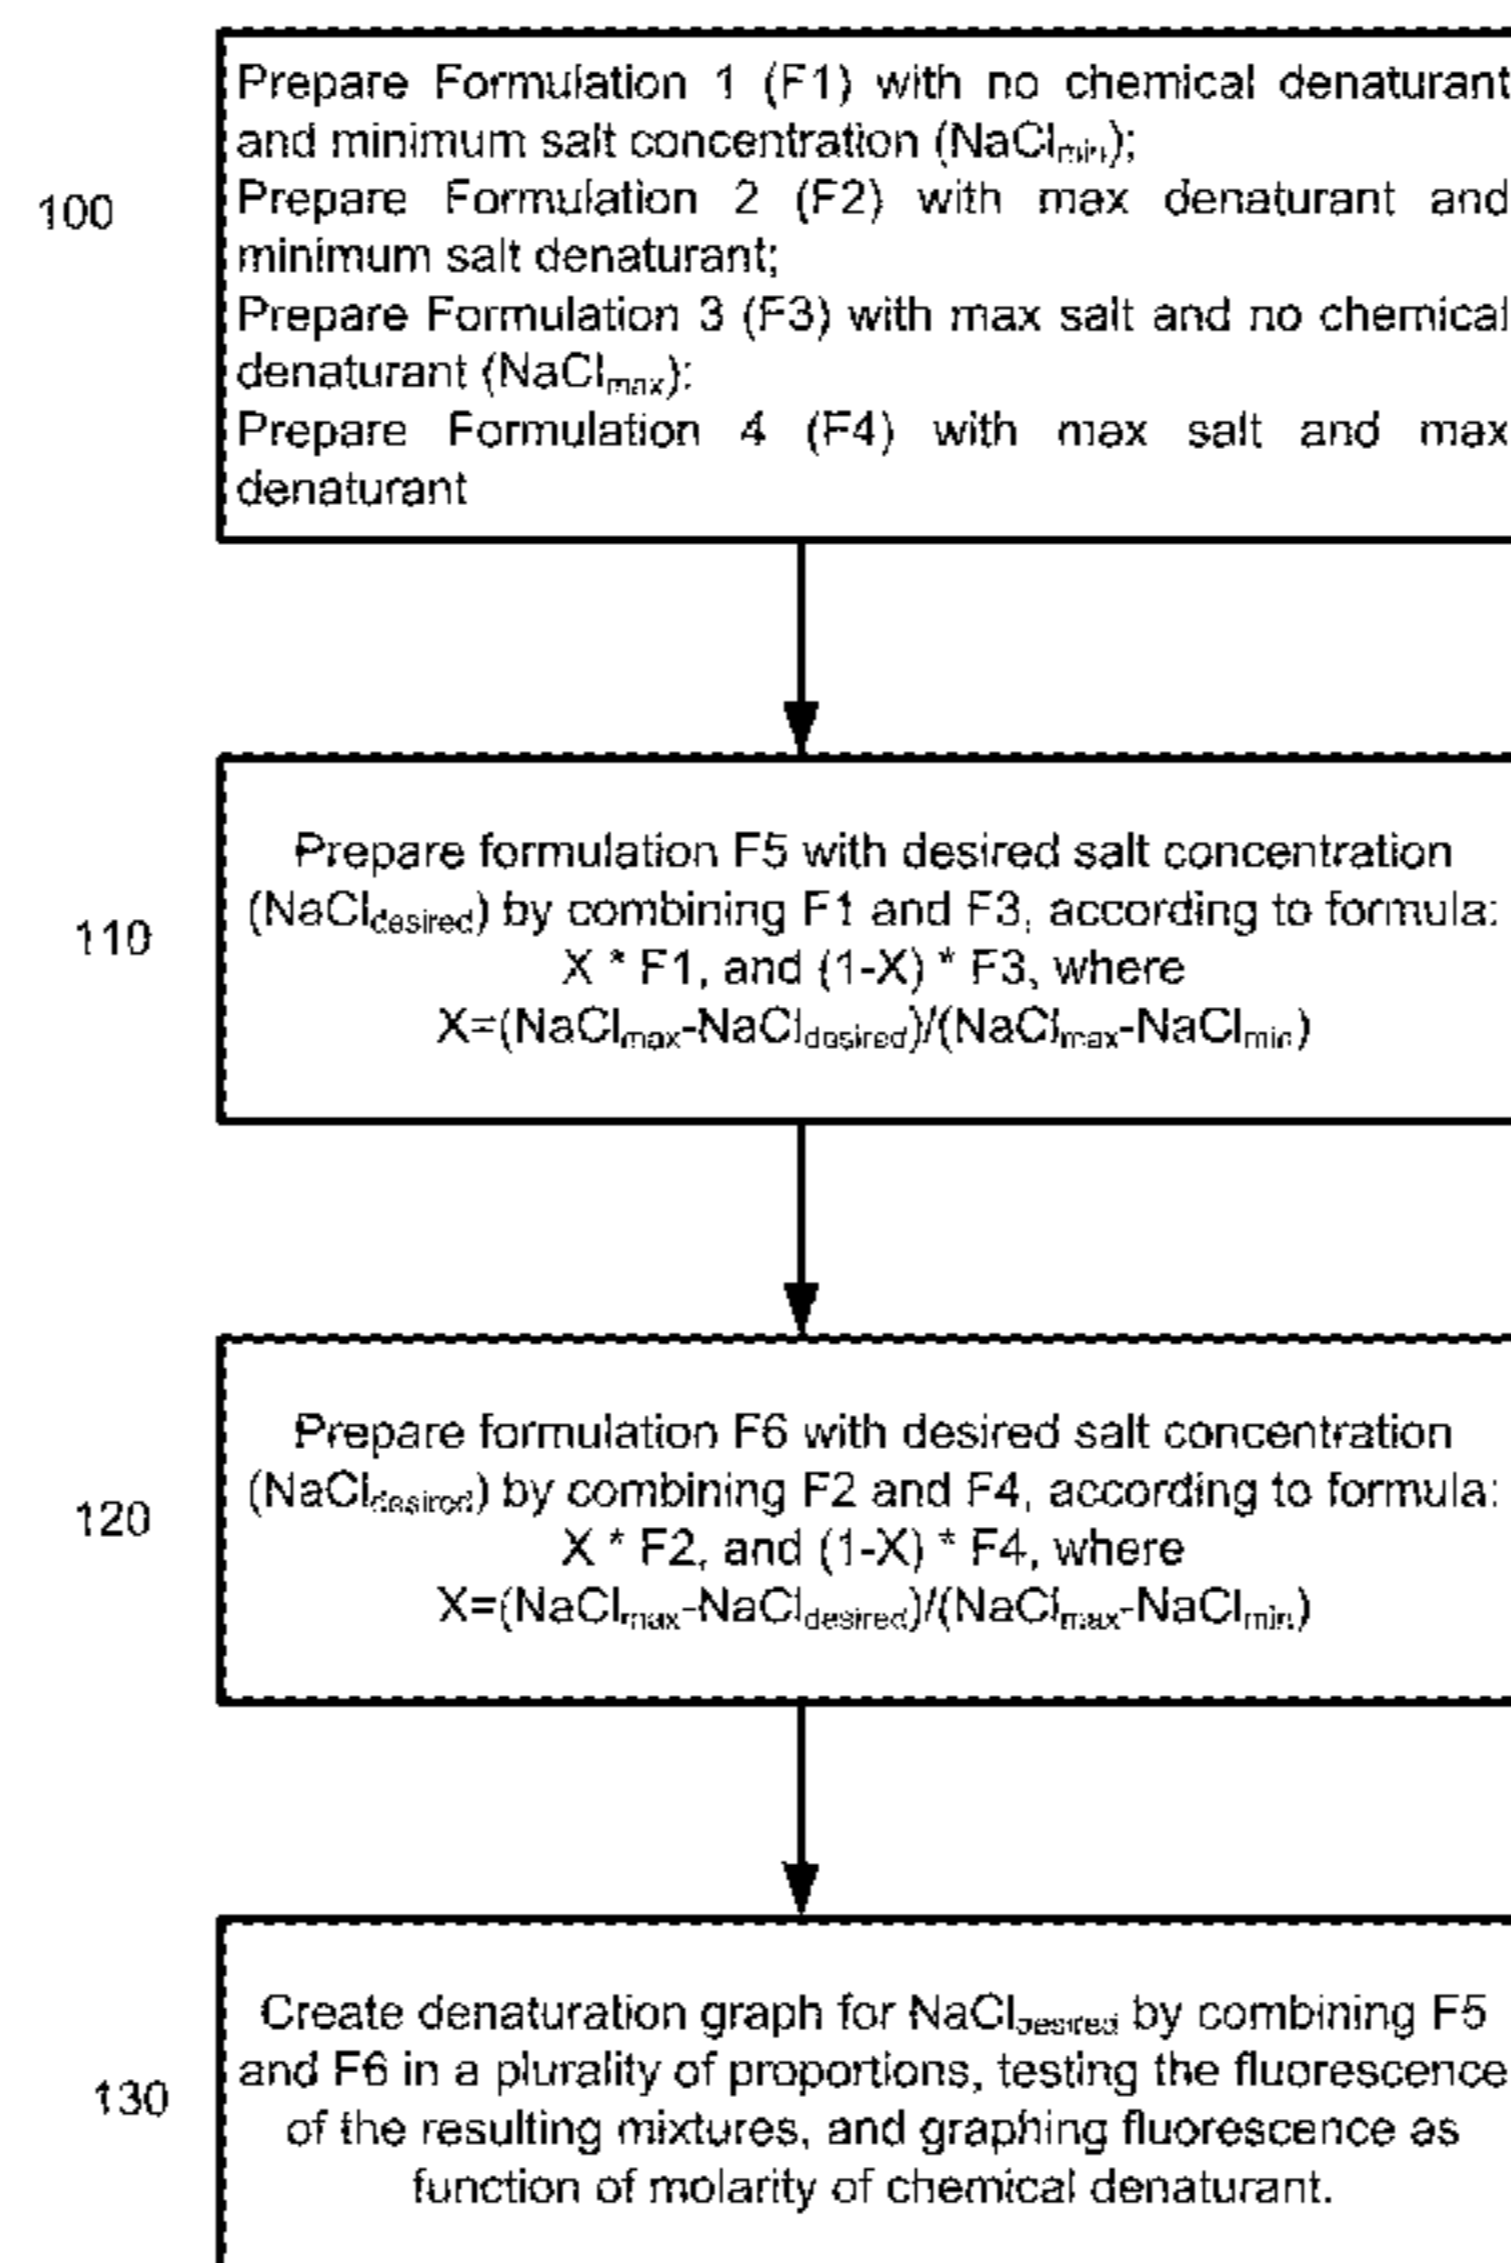 Prepare Formulation 1 (F1) with no chemical denaturant
and minimum salt concentration (NaClmin);
100
Prepare Formulation 2 (F2) with max denaturant and
minimum salt denaturant;
Prepare Formulation 3 (F3) with max salt and no chemical
denaturant (NaClmax);
Prepare Formulation 4 (F4) with max salt and max
denaturant
Prepare formulation F5 with desired salt concentration
(NaCldesired) by combining F1 and F3, according to formula:
110
X * F1, and (1-X) * F3, where
X=(NaClmax-NaCldesired)/(NaClmax-NaClmin)
Prepare formulation F6 with desired salt concentration
(NaCldesired) by combining F2 and F4, according to formula:
120
X * F2, and (1-X) * F4, where
X=(NaClmax-NaCldesired)/(NaClmax-NaClmin)
Create denaturation graph for NaCldesired by combining F5
and F6 in a plurality of proportions, testing the fluorescence
130
of the resulting mixtures, and graphing fluorescence as
function of molarity of chemical denaturant.